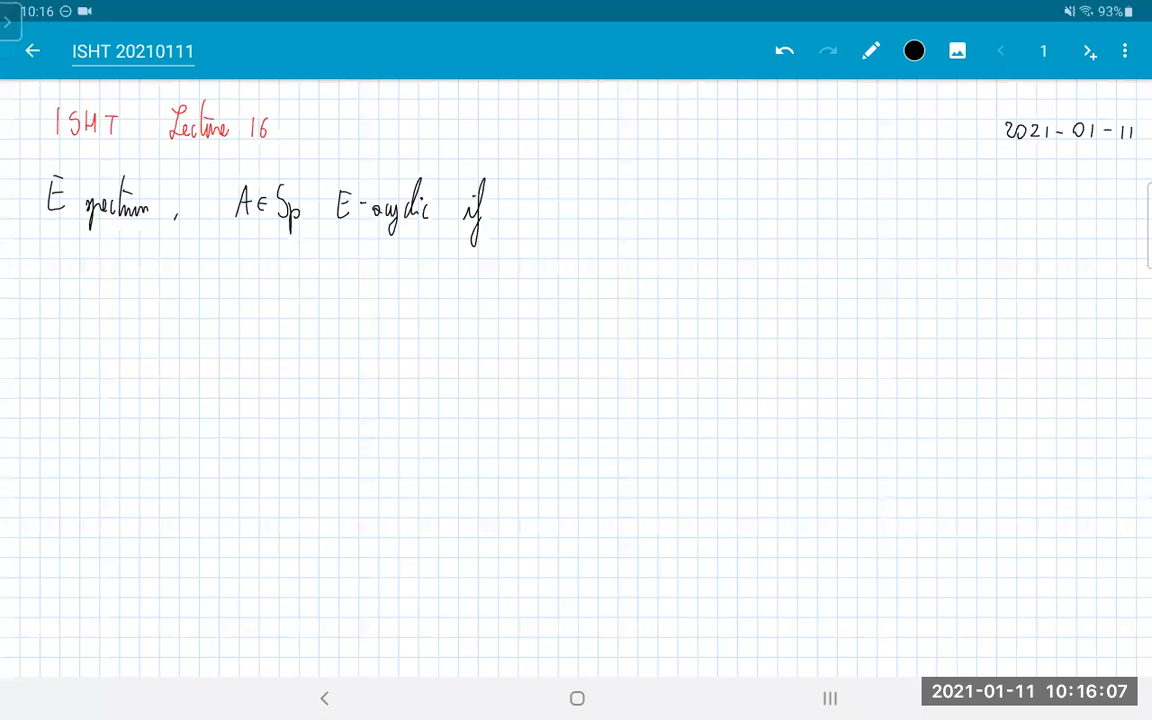 10:16 93%
ISHT 20210111 1
ISHT Lecture 16 2021-01-11
E spectrum, A∈Sp E-acyclic if
2021-01-11 10:16:07